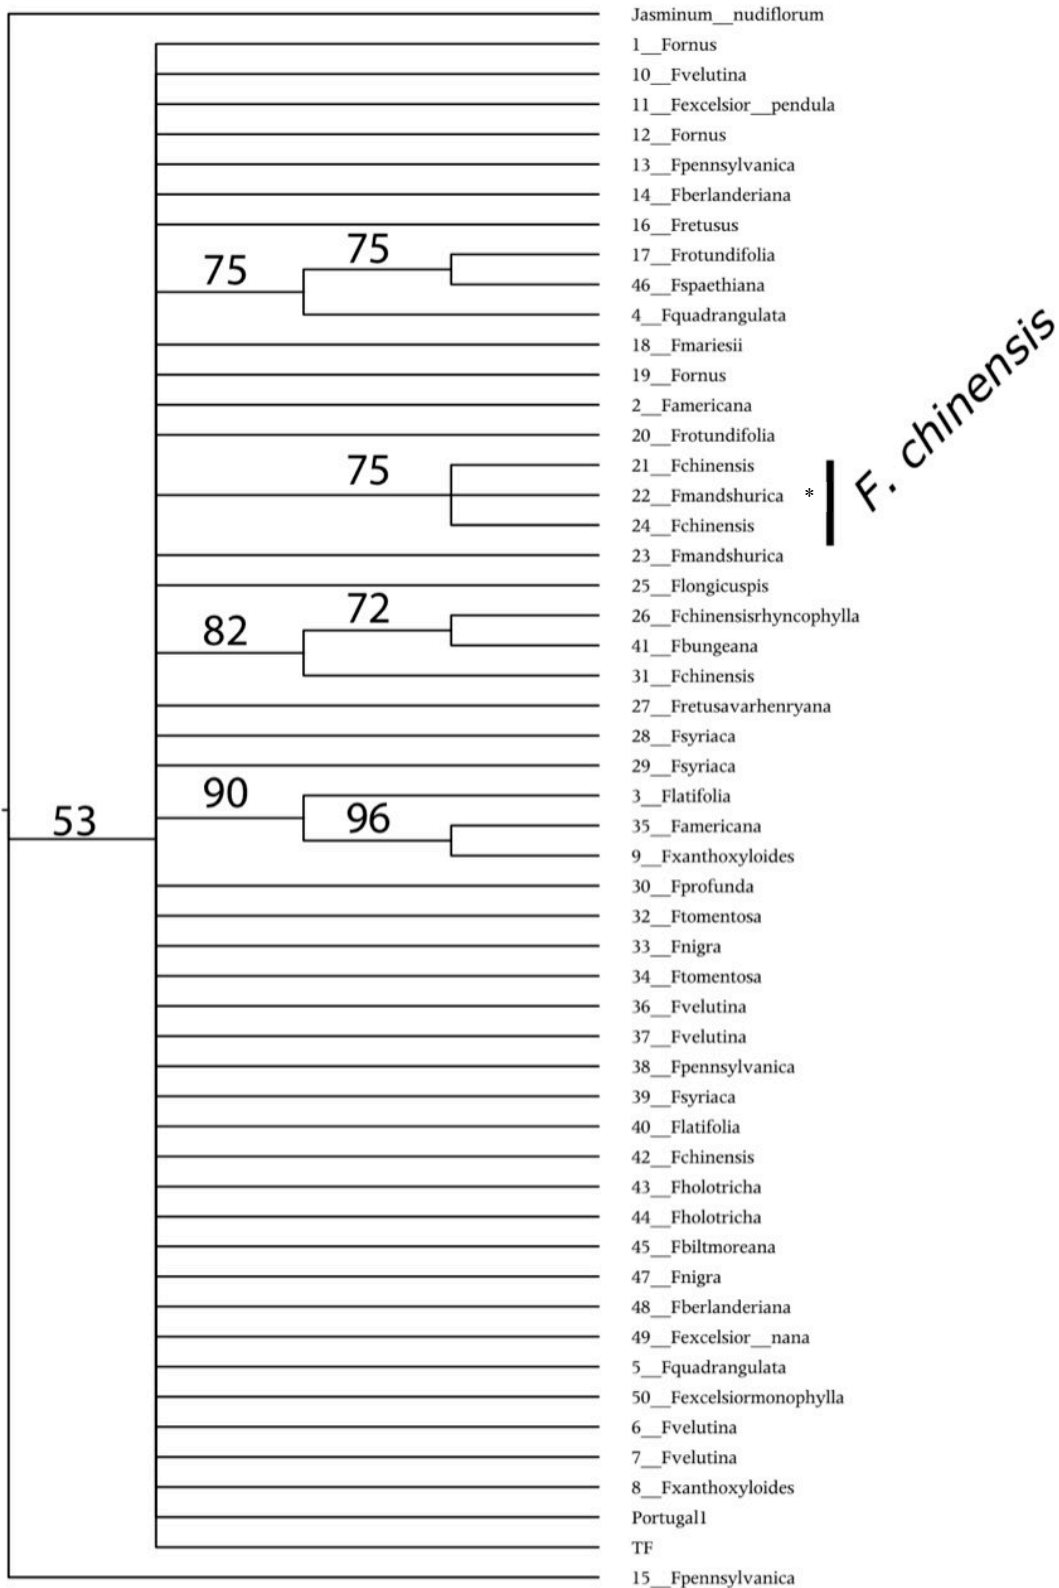 Jasminum__nudiflorum
1__Fornus
10__Fvelutina
11__Fexcelsior__pendula
12__Fornus
13__Fpennsylvanica
14__Fberlanderiana
16__Fretusus
75
75
17__Frotundifolia
46__Fspaethiana
4__Fquadrangulata
18__Fmariesii
19__Fornus
2__Famericana
20__Frotundifolia
75
21__Fchinensis
22__Fmandshurica *
24__Fchinensis
F. chinensis
23__Fmandshurica
25__Flongicuspis
82
72
26__Fchinensisrhyncophylla
41__Fbungeana
31__Fchinensis
27__Fretusavarhenryana
28__Fsyriaca
29__Fsyriaca
90
3__Flatifolia
53
96
35__Famericana
9__Fxanthoxyloides
30__Fprofunda
32__Ftomentosa
33__Fnigra
34__Ftomentosa
36__Fvelutina
37__Fvelutina
38__Fpennsylvanica
39__Fsyriaca
40__Flatifolia
42__Fchinensis
43__Fholotricha
44__Fholotricha
45__Fbiltmoreana
47__Fnigra
48__Fberlanderiana
49__Fexcelsior__nana
5__Fquadrangulata
50__Fexcelsiormonophylla
6__Fvelutina
7__Fvelutina
8__Fxanthoxyloides
Portugal1
TF
15__Fpennsylvanica